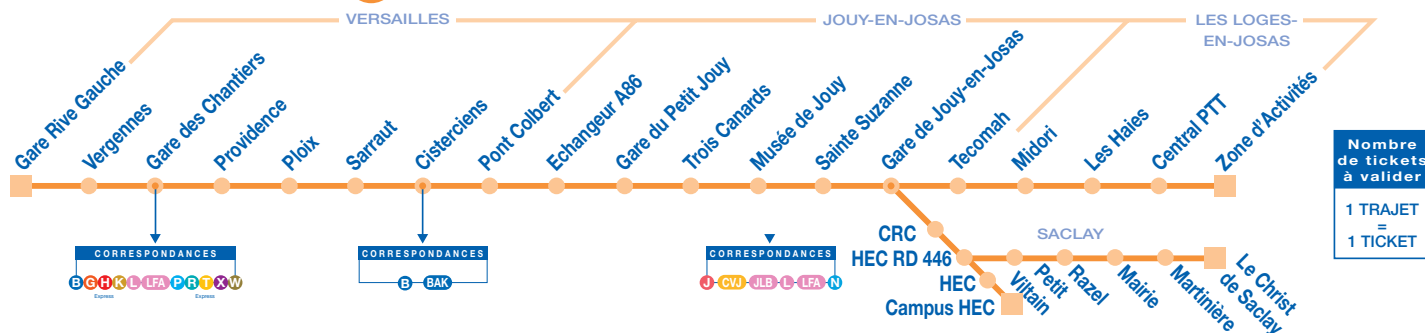 VERSAILLES
JOUY-EN-JOSAS
LES LOGES-
EN-JOSAS
Gare Rive Gauche
Vergennes
Gare des Chantiers
Providence
Ploix
Sarraut
Cisterciens
Pont Colbert
Echangeur A86
Gare du Petit Jouy
Trois Canards
Musée de Jouy
Sainte Suzanne
Gare de Jouy-en-Josas
Tecomah
Midori
Les Haies
Central PTT
Zone d'Activités
Nombre
de tickets
à valider
1 TRAJET
=
1 TICKET
CORRESPONDANCES
B G H K L LFA P R T X W
Express Express
CORRESPONDANCES
B BAK
CORRESPONDANCES
J CVJ JLB L LFA N
CRC
HEC RD 446
HEC
Campus HEC
SACLAY
Petit
Viltain
Razel
Mairie
Martinière
Le Christ
de Saclay